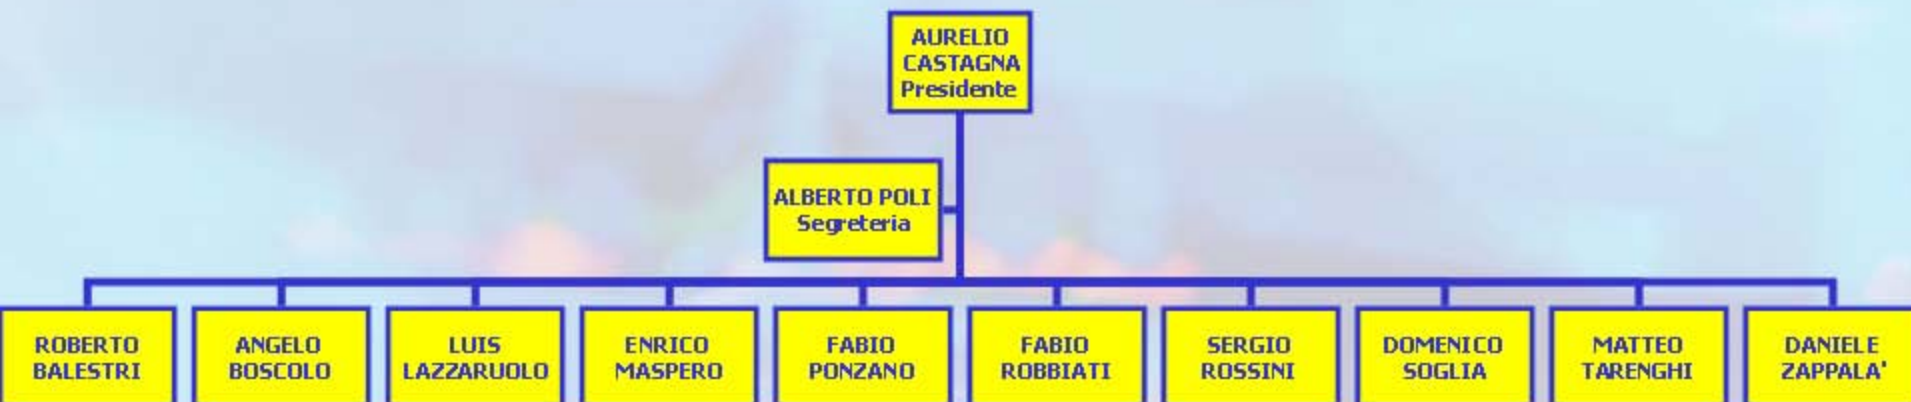 AURELIO
CASTAGNA
Presidente
ALBERTO POLI
Segreteria
ROBERTO
BALESTRI
ANGELO
BOSCOLO
LUIS
LAZZARUOLO
ENRICO
MASPERO
FABIO
PONZANO
FABIO
ROBBIATI
SERGIO
ROSSINI
DOMENICO
SOGLIA
MATTEO
TARENGHI
DANIELE
ZAPPALA'